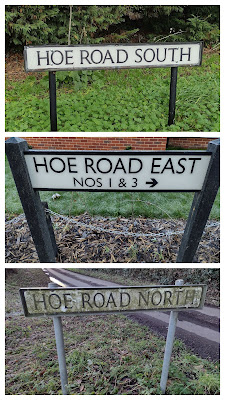 HOE ROAD SOUTH
HOE ROAD EAST
NOS 1 & 3 →
HOE ROAD NORTH